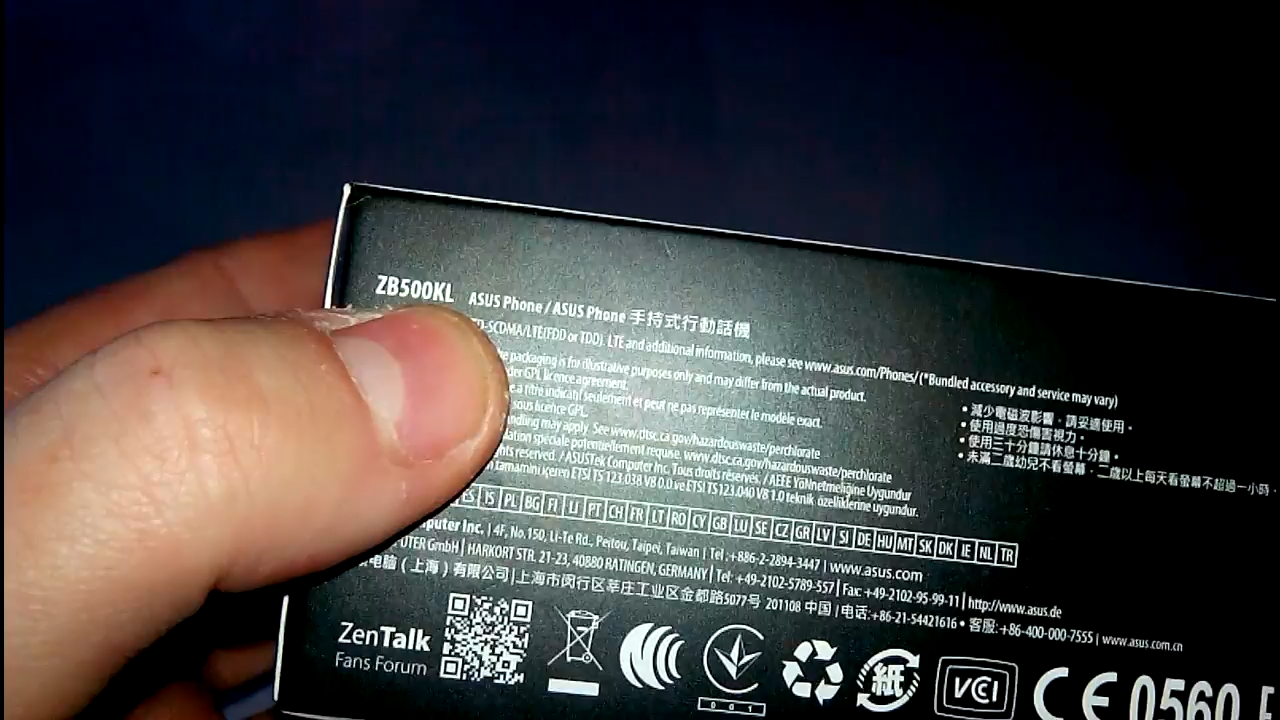 ZB500KL ASUS Phone / ASUS Phone 手持式行動話機
-SCDMA/LTE(FDD or TDD). LTE and additional information, please see www.asus.com/Phones/ (*Bundled accessory and service may vary)
packaging is for illustrative purposes only and may differ from the actual product.
GPL licence agreement.
à titre indicatif seulement et peut ne pas représenter le modèle exact.
sous licence GPL.
may apply. See www.dtsc.ca.gov/hazardouswaste/perchlorate
spéciale potentiellement requise. www.dtsc.ca.gov/hazardouswaste/perchlorate
reserved. / ASUSTek Computer Inc. Tous droits réservés. / AEEE Yönetmeliğine Uygundur
tamamını içeren ETSI TS 123.038 V8.0.0 ve ETSI TS 123.040 V8.1.0 teknik özelliklerine uygundur.
• 減少電磁波影響，請妥適使用。
• 使用過度恐傷害視力。
• 使用三十分鐘請休息十分鐘。
• 未滿二歲幼兒不看螢幕，二歲以上每天看螢幕不超過一小時。
ES IS PL BG FI LI PT CH FR LT RO CY GB LU SE CZ GR LV SI DE HU MT SK DK IE NL TR
Inc. | 4F, No.150, Li-Te Rd., Peitou, Taipei, Taiwan | Tel: +886-2-2894-3447 | www.asus.com
GmbH | HARKORT STR. 21-23, 40880 RATINGEN, GERMANY | Tel: +49-2102-5789-557 | Fax: +49-2102-95-99-11 | http://www.asus.de
电脑（上海）有限公司 | 上海市闵行区莘庄工业区金都路5077号 201108 中国 | 电话:+86-21-54421616 • 客服: +86-400-000-7555 | www.asus.com.cn
ZenTalk
Fans Forum
001
紙
VCI
CE 0560